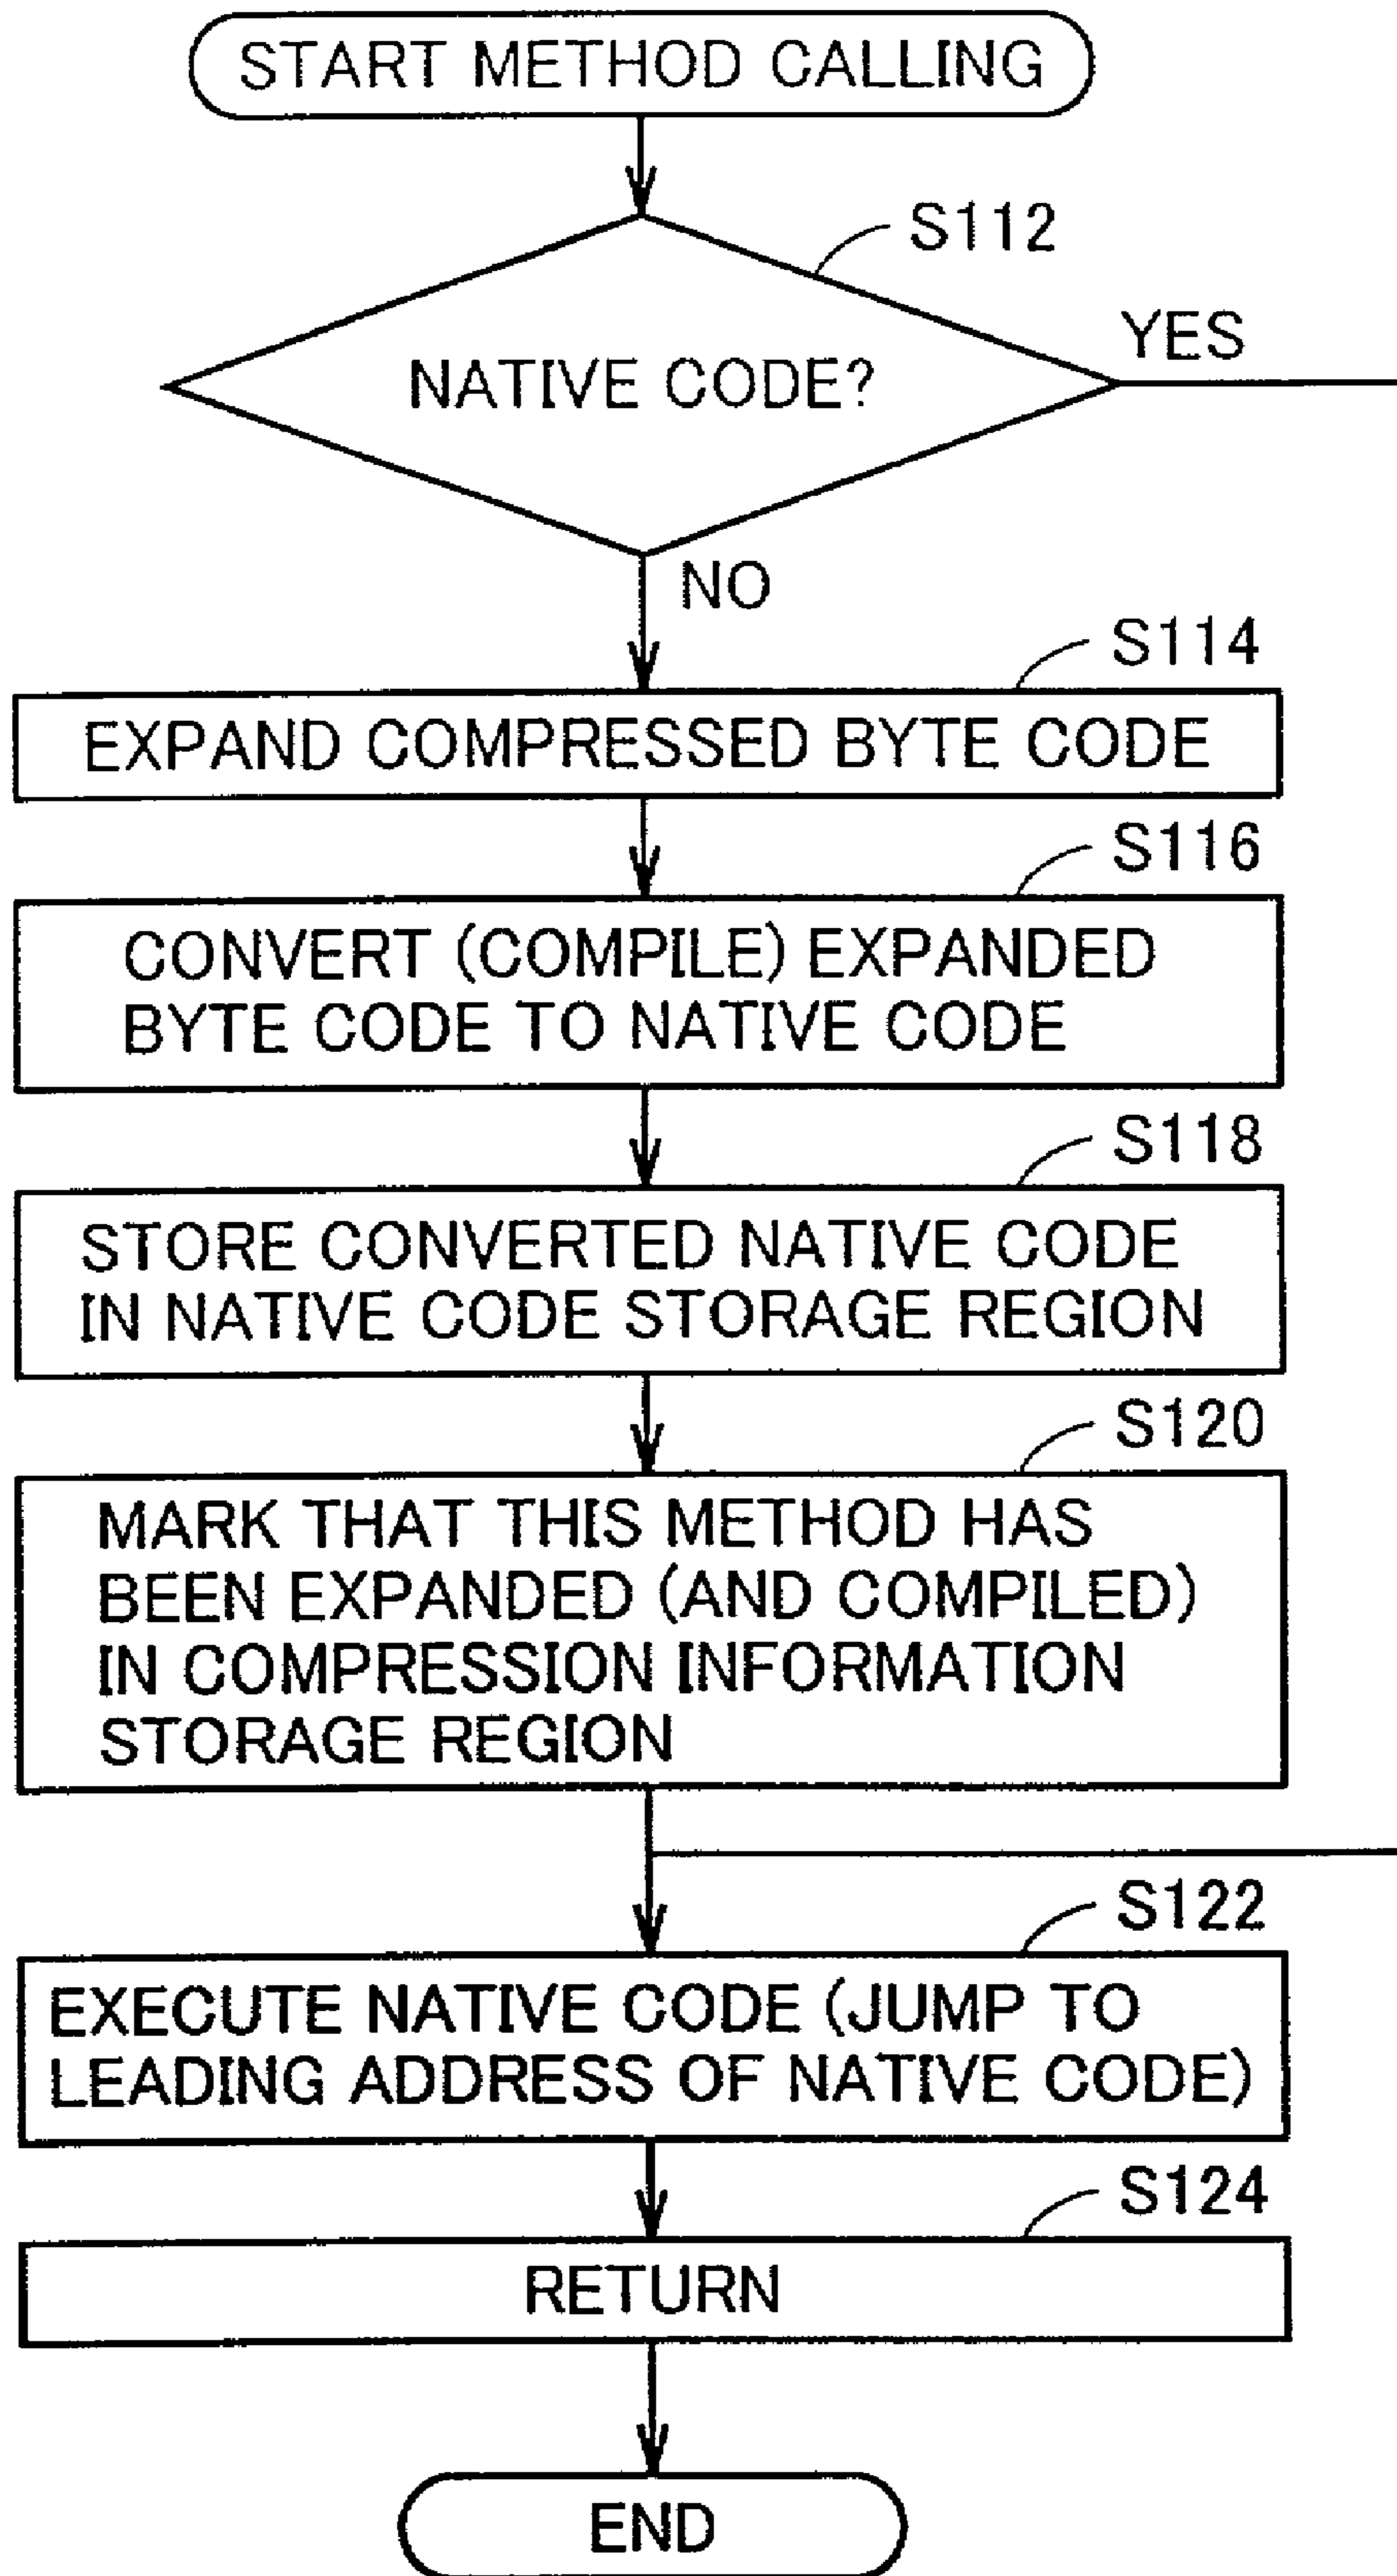 START METHOD CALLING
S112
YES
NATIVE CODE?
NO
S114
EXPAND COMPRESSED BYTE CODE
S116
CONVERT (COMPILE) EXPANDED
BYTE CODE TO NATIVE CODE
S118
STORE CONVERTED NATIVE CODE
IN NATIVE CODE STORAGE REGION
S120
MARK THAT THIS METHOD HAS
BEEN EXPANDED (AND COMPILED)
IN COMPRESSION INFORMATION
STORAGE REGION
S122
EXECUTE NATIVE CODE (JUMP TO
LEADING ADDRESS OF NATIVE CODE)
S124
RETURN
END